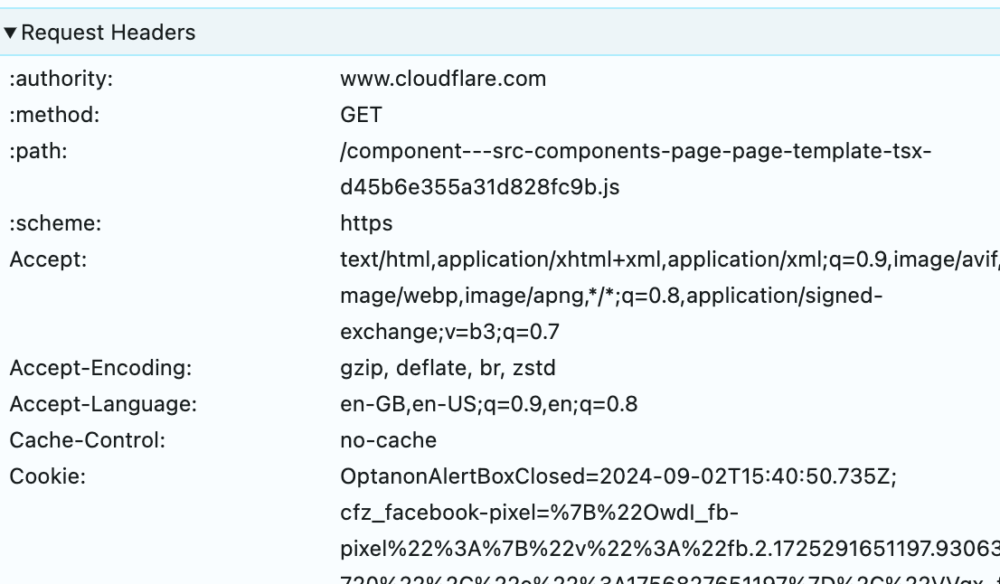 Request Headers
:authority: www.cloudflare.com
:method: GET
:path: /component---src-components-page-page-template-tsx-
d45b6e355a31d828fc9b.js
:scheme: https
Accept: text/html,application/xhtml+xml,application/xml;q=0.9,image/avif,
mage/webp,image/apng,*/*;q=0.8,application/signed-
exchange;v=b3;q=0.7
Accept-Encoding: gzip, deflate, br, zstd
Accept-Language: en-GB,en-US;q=0.9,en;q=0.8
Cache-Control: no-cache
Cookie: OptanonAlertBoxClosed=2024-09-02T15:40:50.735Z;
cfz_facebook-pixel=%7B%22OwdI_fb-
pixel%22%3A%7B%22v%22%3A%22fb.2.1725291651197.93063